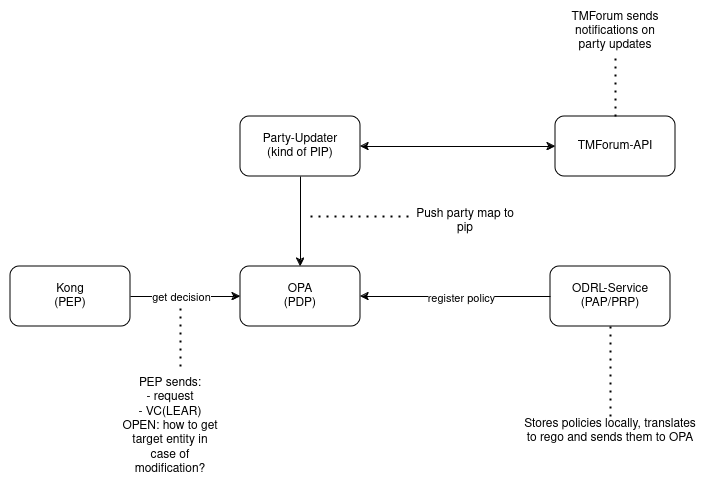 TMForum sends
notifications on
party updates
Party-Updater
(kind of PIP)
TMForum-API
Push party map to
pip
Kong
(PEP)
get decision
OPA
(PDP)
register policy
ODRL-Service
(PAP/PRP)
PEP sends:
- request
- VC(LEAR)
OPEN: how to get
target entity in
case of
modification?
Stores policies locally, translates
to rego and sends them to OPA